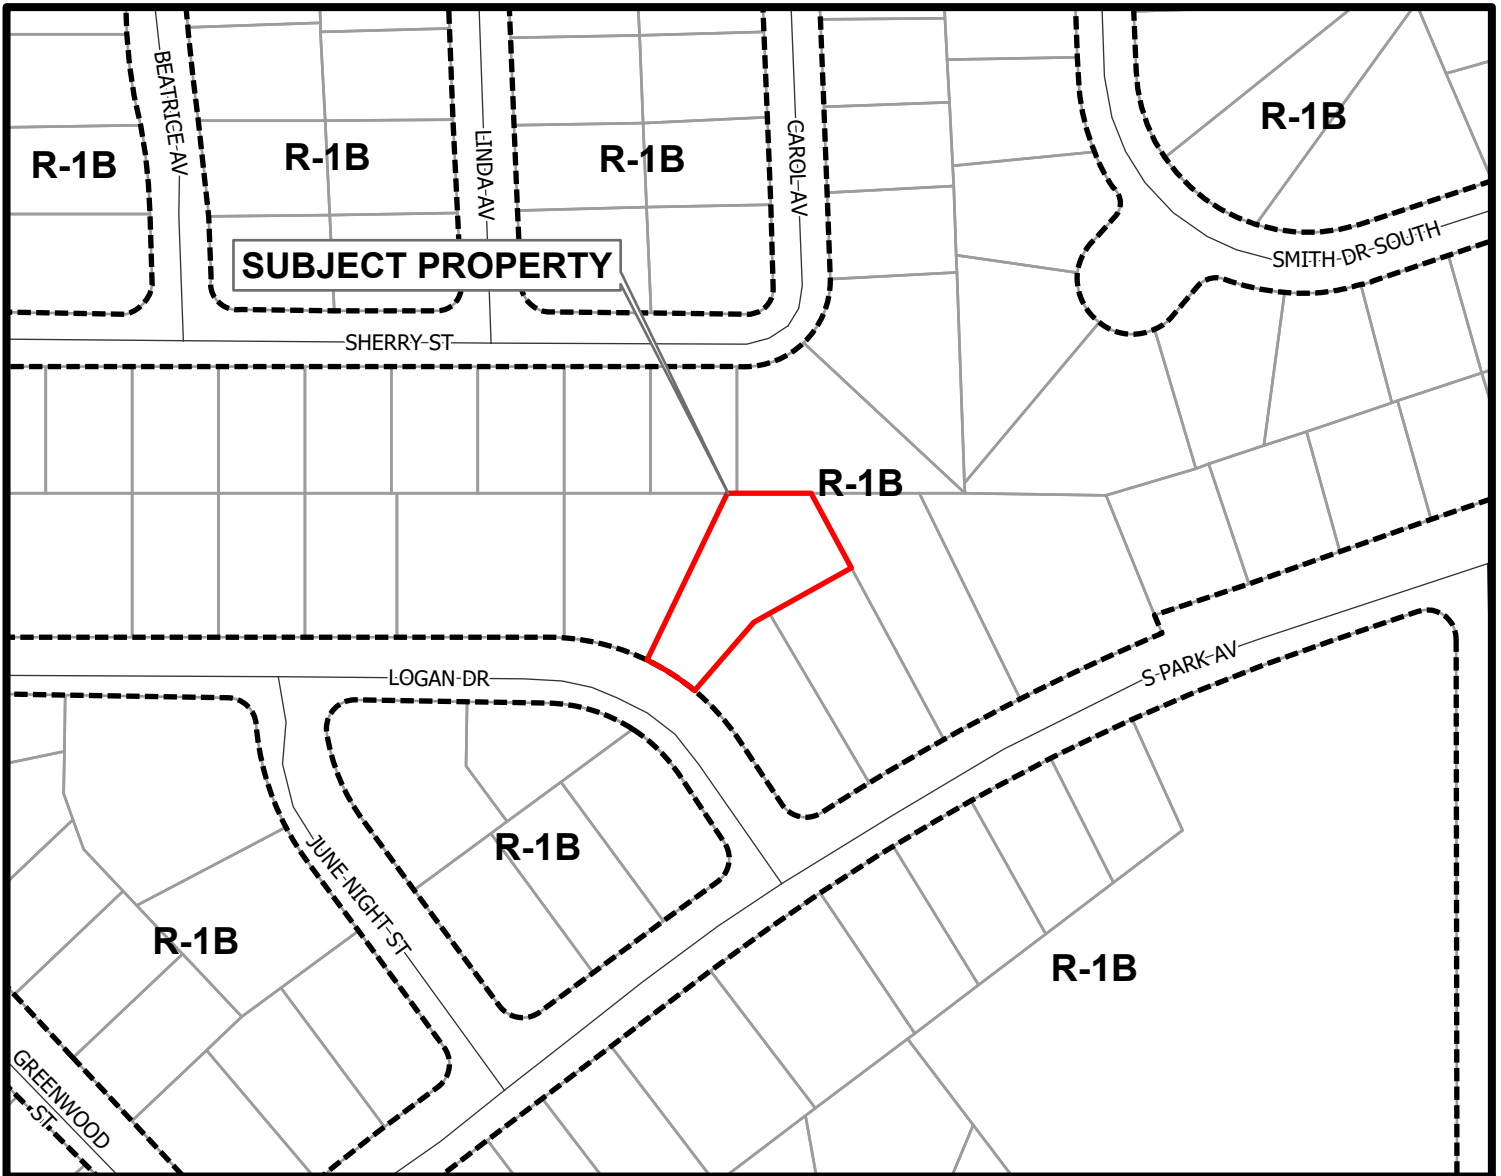 BEATRICE AV
LINDA AV
CAROL AV
R-1B
R-1B
R-1B
R-1B
SMITH DR SOUTH
SUBJECT PROPERTY
SHERRY ST
R-1B
LOGAN DR
S PARK AV
JUNE NIGHT ST
R-1B
R-1B
R-1B
GREENWOOD
ST